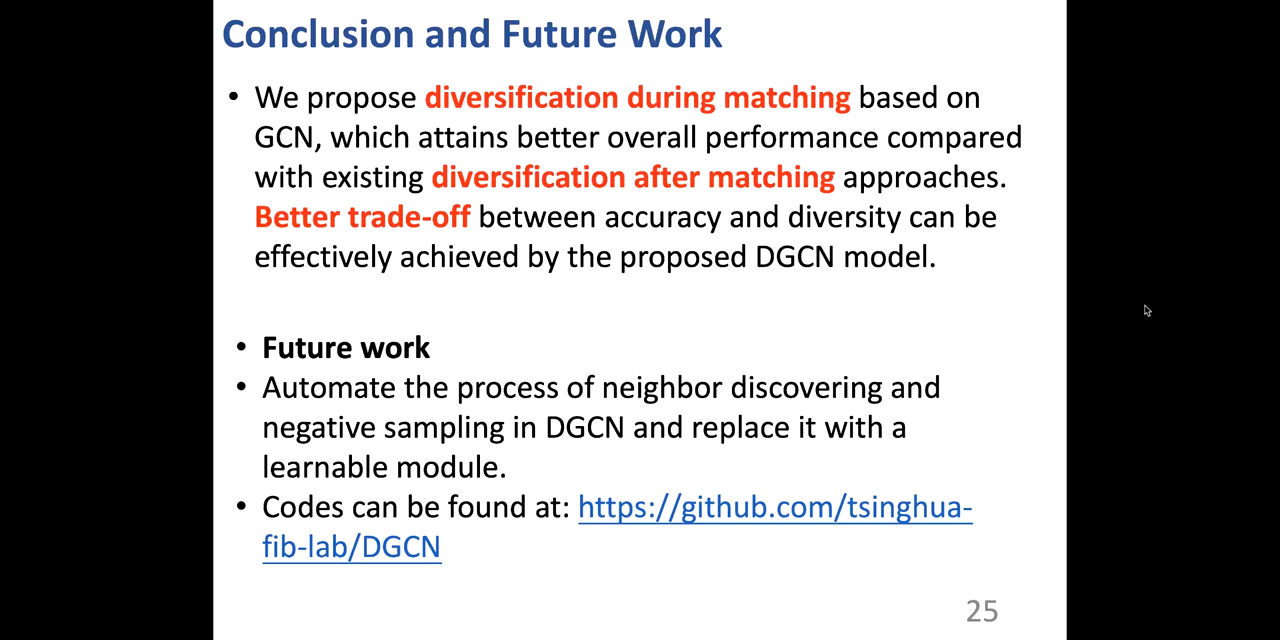 Conclusion and Future Work
• We propose diversification during matching based on
GCN, which attains better overall performance compared
with existing diversification after matching approaches.
Better trade-off between accuracy and diversity can be
effectively achieved by the proposed DGCN model.
• Future work
• Automate the process of neighbor discovering and
negative sampling in DGCN and replace it with a
learnable module.
• Codes can be found at: https://github.com/tsinghua-
fib-lab/DGCN
25